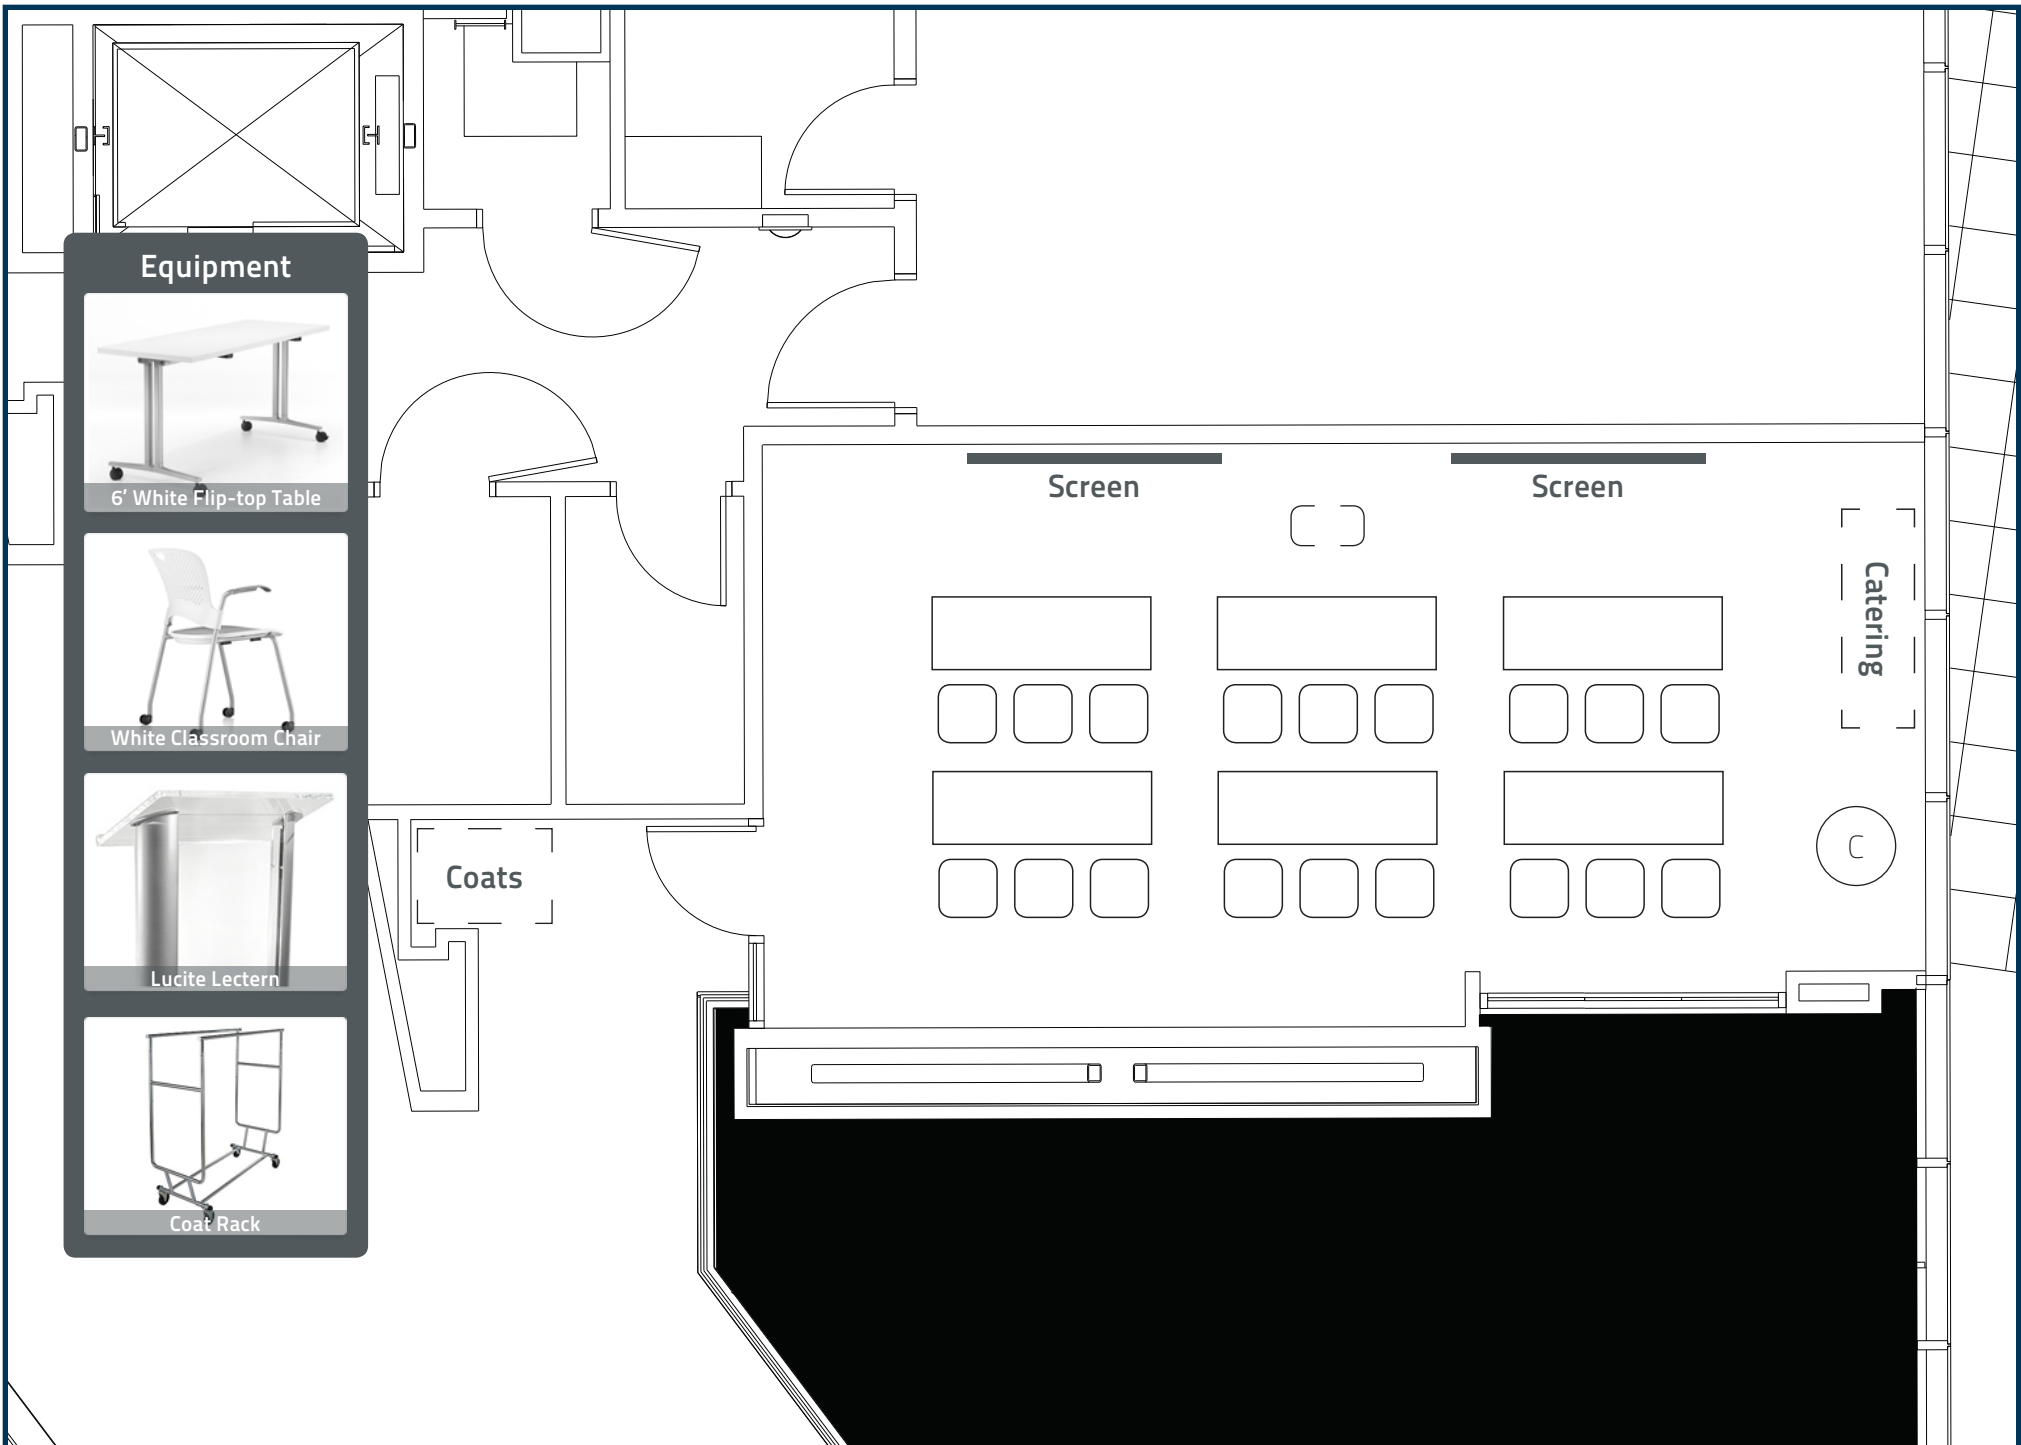 Equipment
6’ White Flip-top Table
White Classroom Chair
Lucite Lectern
Coat Rack
Screen
Screen
Catering
C
Coats